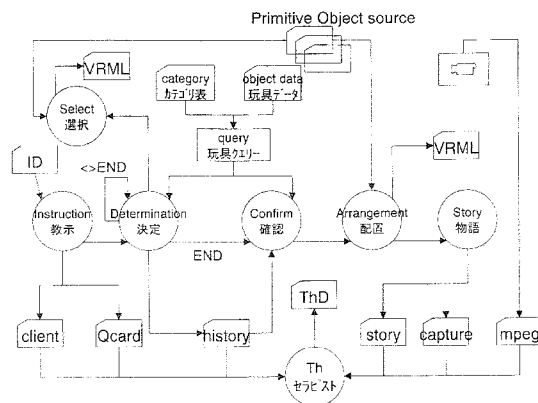 Primitive Object source
VRML
category
カテゴリ表
object data
玩具データ
Select
選択
query
玩具クエリー
VRML
ID
<>END
Instruction
教示
Determination
決定
Confirm
確認
Arrangement
配置
Story
物語
END
ThD
client
Qcard
history
story
capture
mpeg
Th
セラピスト